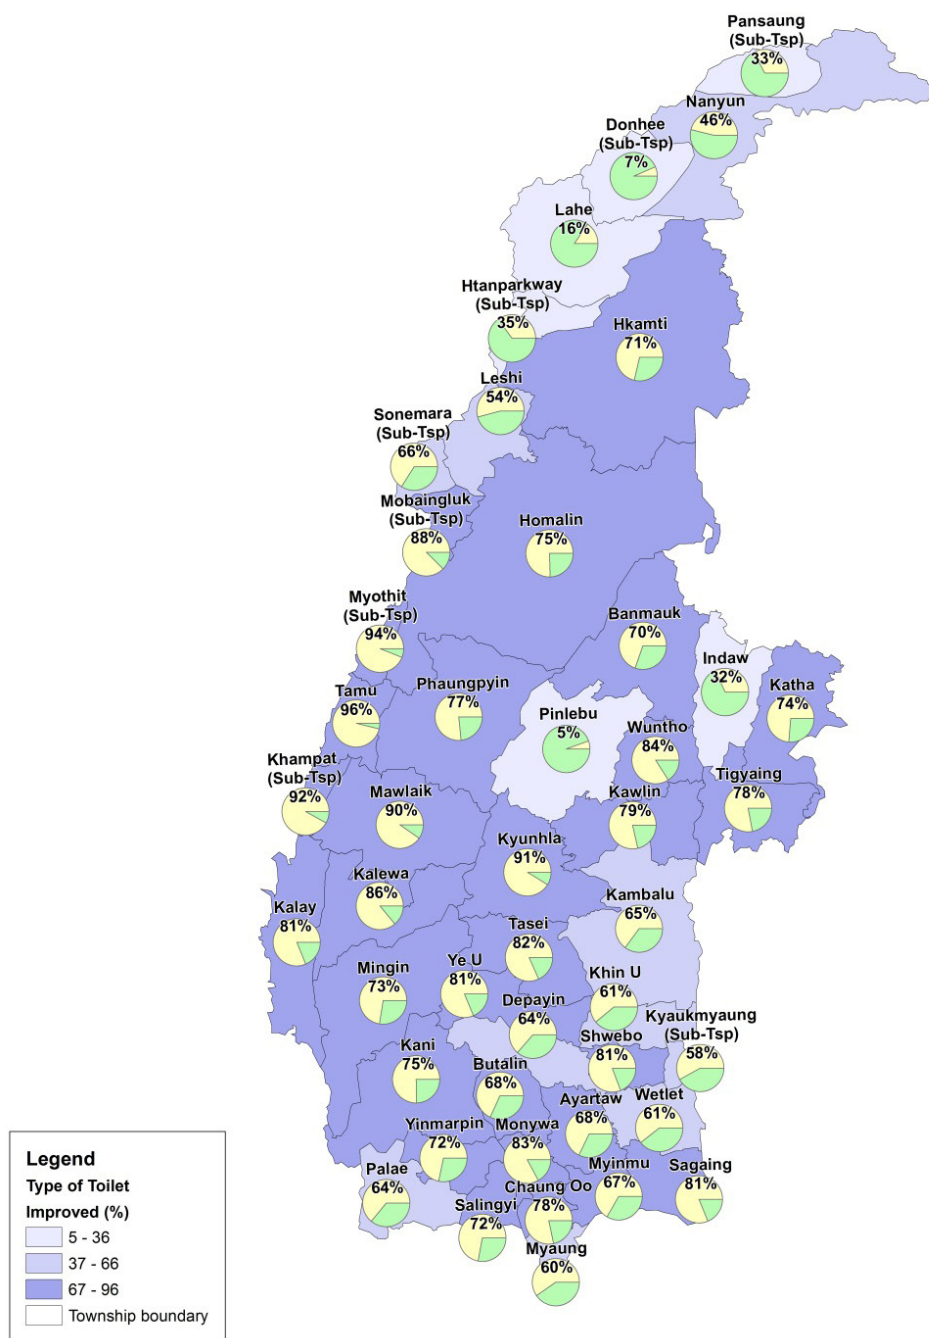 Pansaung
(Sub-Tsp)
33%
Nanyun
46%
Donhee
(Sub-Tsp)
7%
Lahe
16%
Htanparkway
(Sub-Tsp)
35%
Hkamti
71%
Leshi
54%
Sonemara
(Sub-Tsp)
66%
Mobaingluk
(Sub-Tsp)
88%
Homalin
75%
Myothit
(Sub-Tsp)
94%
Banmauk
70%
Indaw
32%
Tamu
96%
Phaungpyin
77%
Katha
74%
Pinlebu
5%
Wuntho
84%
Khampat
(Sub-Tsp)
92%
Mawlaik
90%
Kawlin
79%
Tigyaing
78%
Kyunhla
91%
Kalewa
86%
Kalay
81%
Kambalu
65%
Tasei
82%
Mingin
73%
Ye U
81%
Khin U
61%
Depayin
64%
Kyaukmyaung
(Sub-Tsp)
58%
Shwebo
81%
Kani
75%
Butalin
68%
Ayartaw
68%
Wetlet
61%
Yinmarpin
72%
Monywa
83%
Palae
64%
Myinmu
67%
Sagaing
81%
Chaung Oo
78%
Salingyi
72%
Myaung
60%
Legend
Type of Toilet
Improved (%)
5 - 36
37 - 66
67 - 96
Township boundary